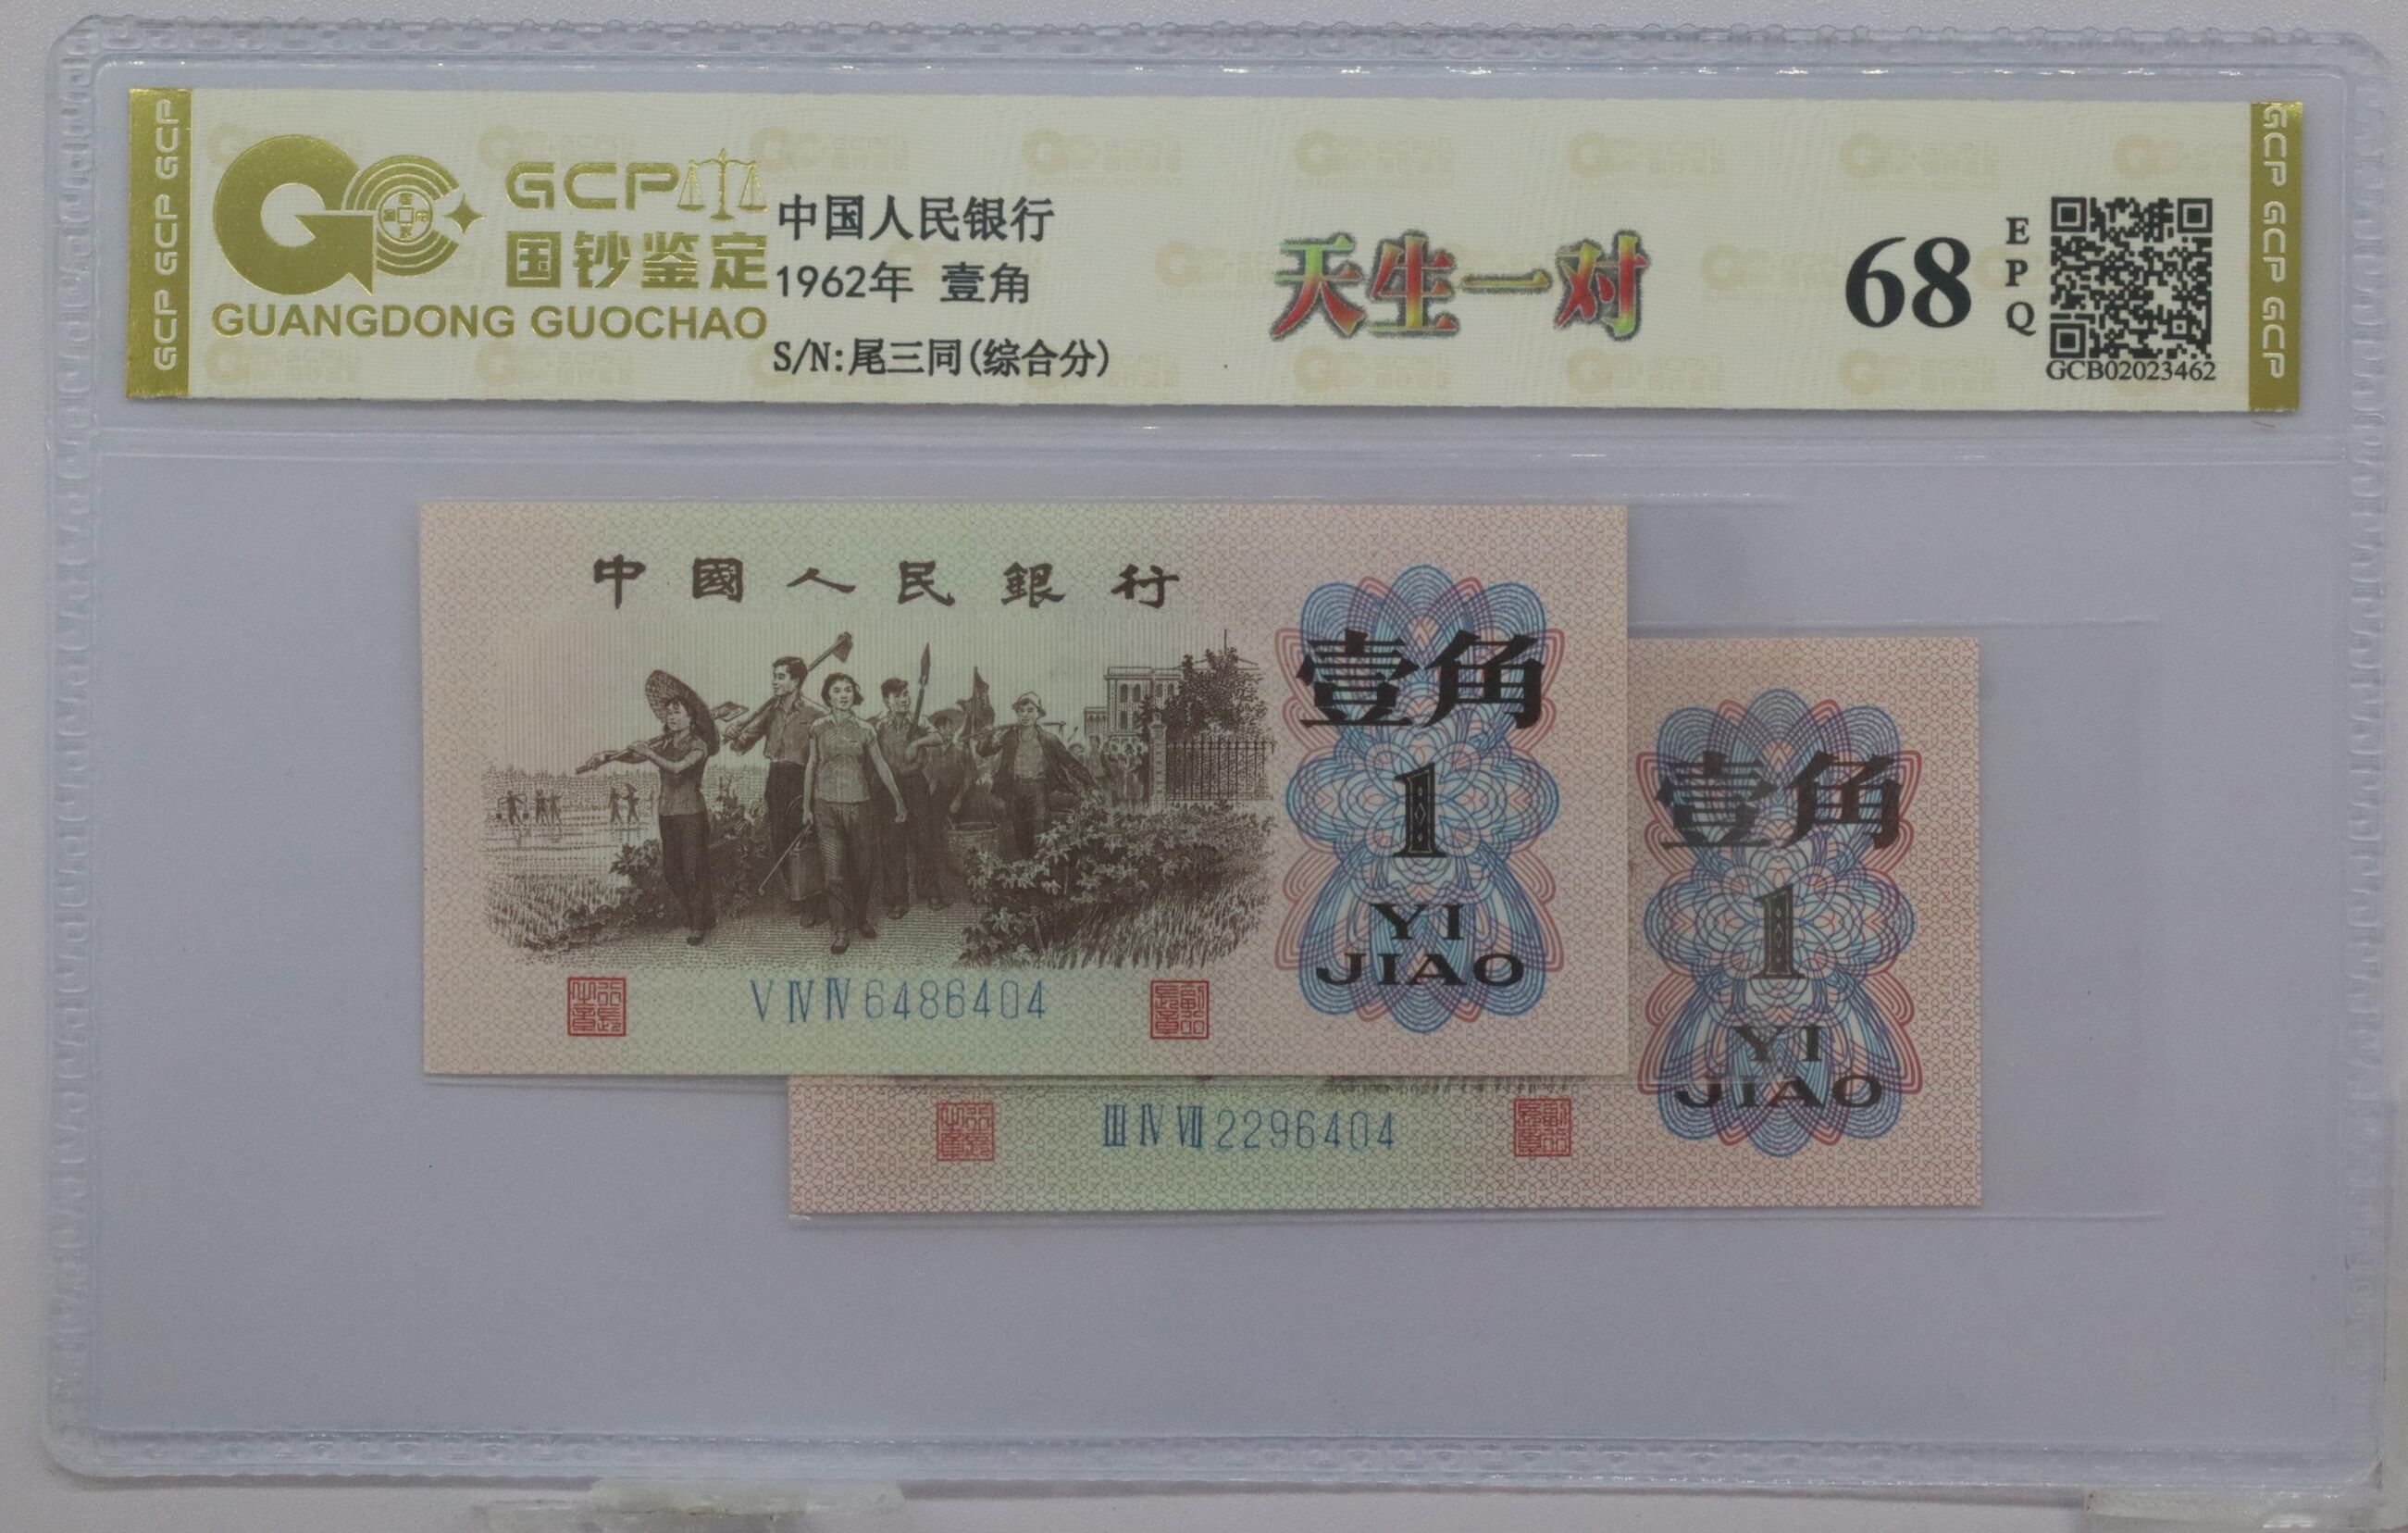 GCP GCP GCP
GCP
国钞鉴定
GUANGDONG GUOCHAO
中国人民银行
1962年 壹角
S/N:尾三同(综合分)
天生一对
68
EPQ
GCB02023462
GCP GCP GCP
中國人民銀行
壹角
1
YI
JIAO
ⅤⅣⅣ6486404
壹角
1
YI
JIAO
ⅢⅣⅦ2296404